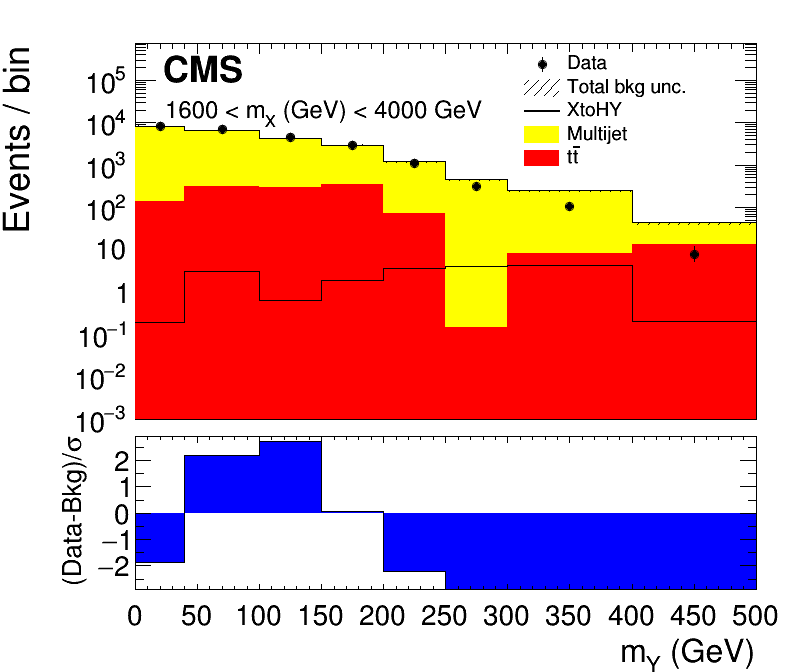 CMS
1600 < m_X (GeV) < 4000 GeV
Data
Total bkg unc.
XtoHY
Multijet
tt̄
Events / bin
10^5
10^4
10^3
10^2
10
1
10^−1
10^−2
10^−3
(Data-Bkg)/σ
2
1
0
−1
−2
0 50 100 150 200 250 300 350 400 450 500
m_Y (GeV)